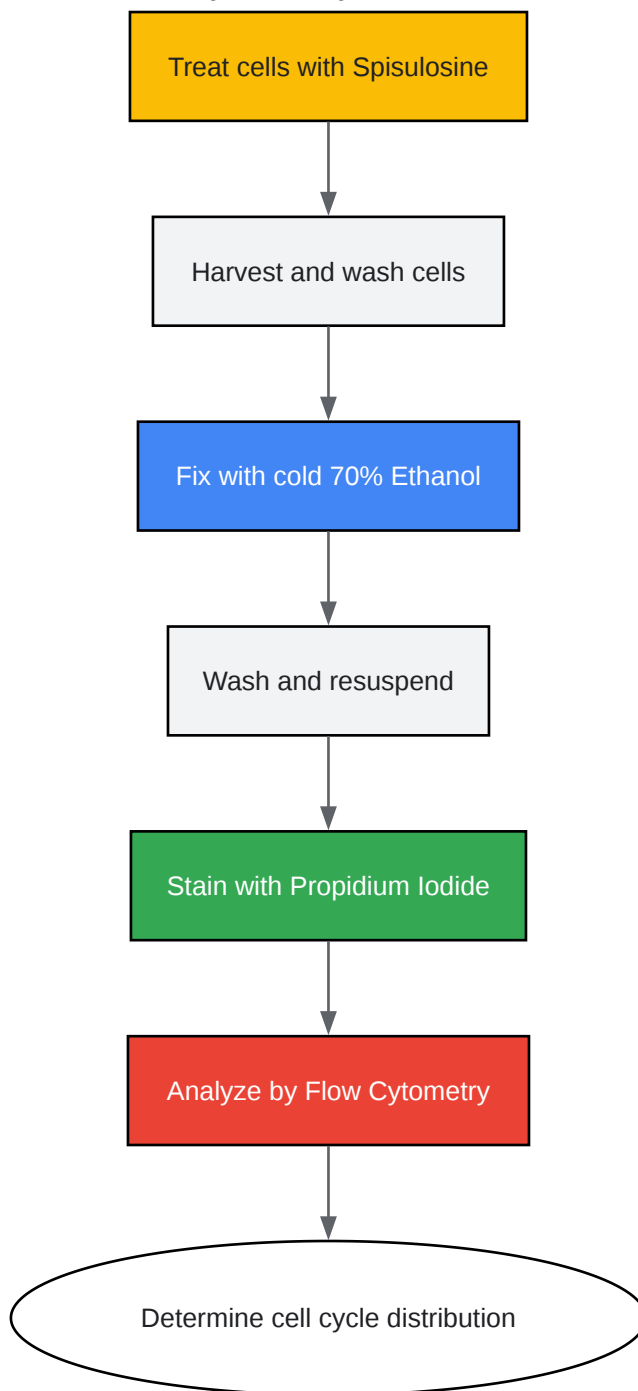 Treat cells with Spisulosine
Harvest and wash cells
Fix with cold 70% Ethanol
Wash and resuspend
Stain with Propidium Iodide
Analyze by Flow Cytometry
Determine cell cycle distribution